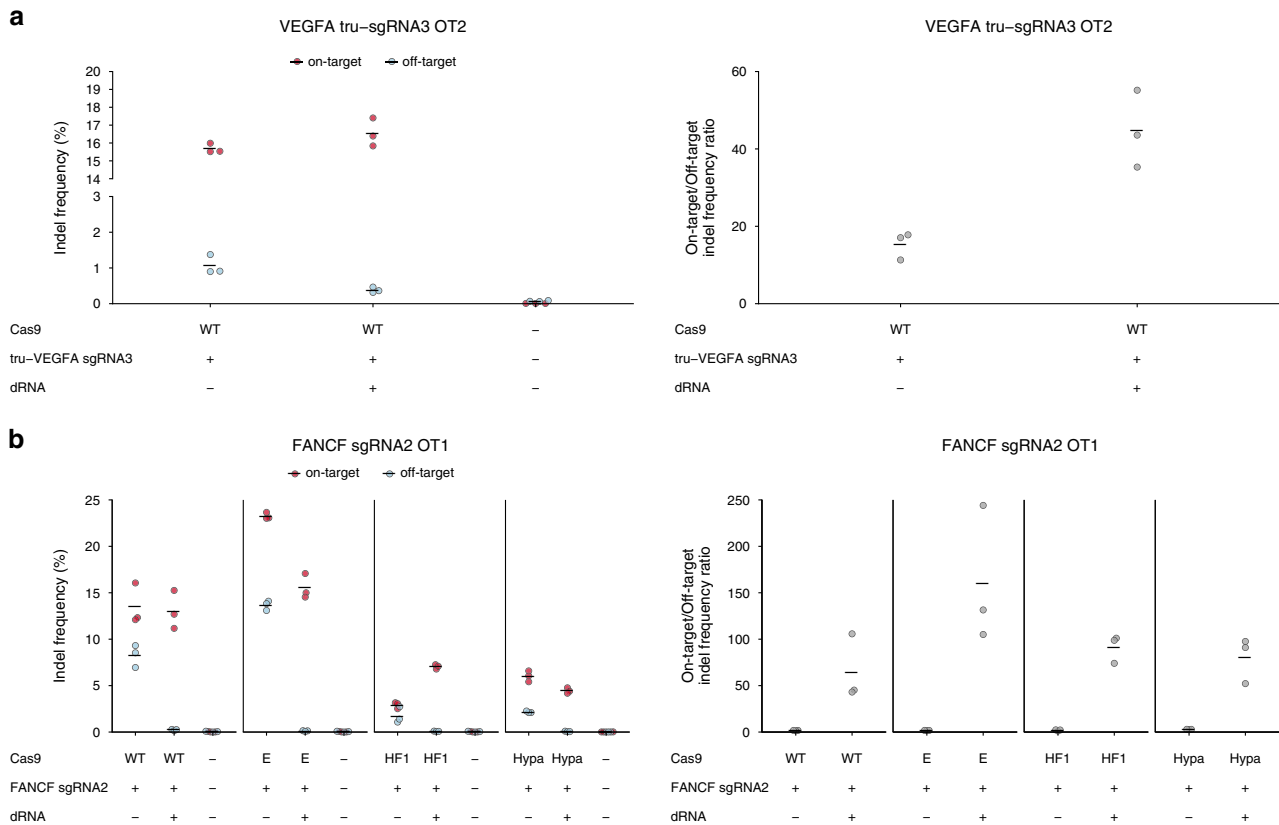 a
VEGFA tru–sgRNA3 OT2
on-target off-target
Indel frequency (%)
20
19
18
17
16
15
14
3
2
1
0
Cas9 WT WT –
tru–VEGFA sgRNA3 + + –
dRNA – + –
VEGFA tru–sgRNA3 OT2
On-target/Off-target
indel frequency ratio
60
40
20
0
Cas9 WT WT
tru–VEGFA sgRNA3 + +
dRNA – +
b
FANCF sgRNA2 OT1
on-target off-target
Indel frequency (%)
25
20
15
10
5
0
Cas9 WT WT – E E – HF1 HF1 – Hypa Hypa –
FANCF sgRNA2 + + – + + – + + – + + –
dRNA – + – – + – – + – – + –
FANCF sgRNA2 OT1
On-target/Off-target
indel frequency ratio
250
200
150
100
50
0
Cas9 WT WT E E HF1 HF1 Hypa Hypa
FANCF sgRNA2 + + + + + + + +
dRNA – + – + – + – +